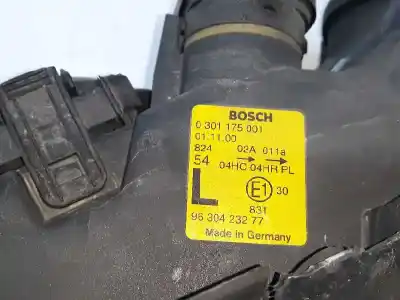 BOSCH
0 301 175 001
01.11.00
824 02A 011a
54 04HC 04HR PL
L E1 30
831
96 304 232 77
Made in Germany